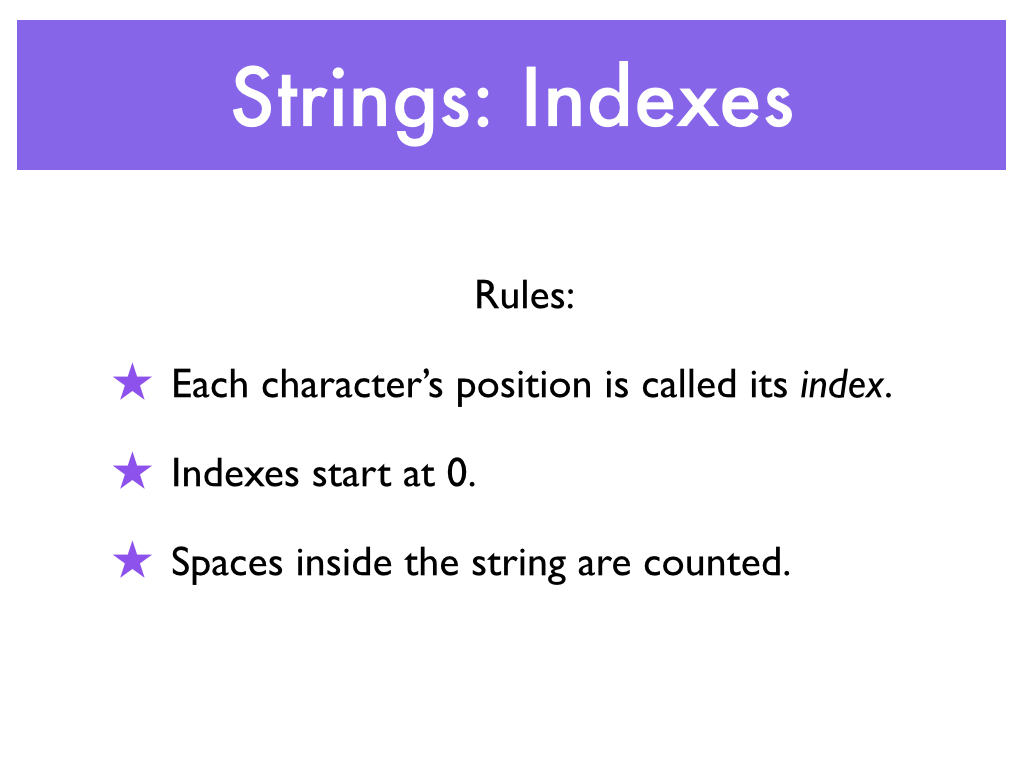 Strings: Indexes
Rules:
★ Each character’s position is called its index.
★ Indexes start at 0.
★ Spaces inside the string are counted.